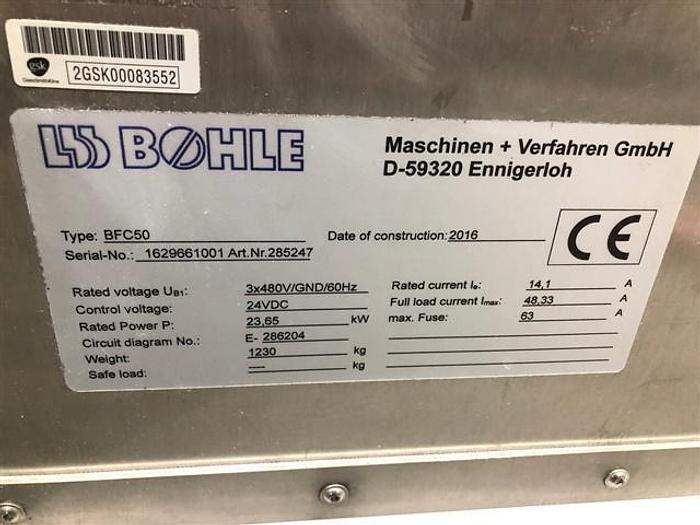 gsk
GlaxoSmithKline
2GSK00083552
LBB BOHLE
Maschinen + Verfahren GmbH
D-59320 Ennigerloh
Type: BFC50 Date of construction: 2016
Serial-No.: 1629661001 Art.Nr.285247
CE
Rated voltage UB1: 3x480V/GND/60Hz Rated current Ie: 14,1 A
Control voltage: 24VDC Full load current Imax: 48,33 A
Rated Power P: 23,65 kW max. Fuse: 63 A
Circuit diagram No.: E- 286204
Weight: 1230 kg
Safe load: ---- kg